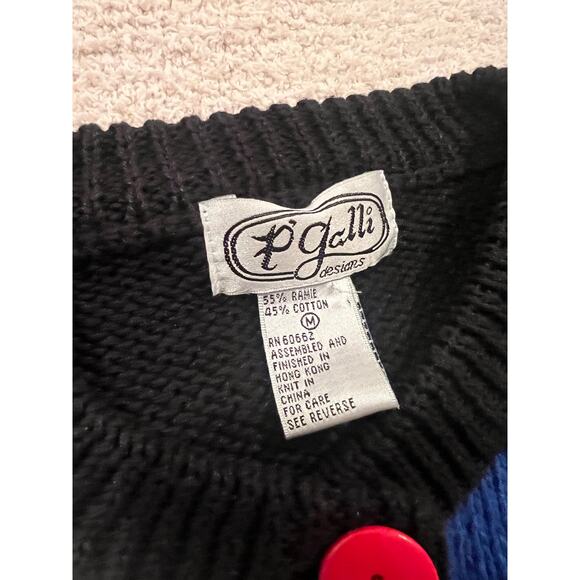 P'galli
designs
55% RAMIE
45% COTTON
M
RN 60662
ASSEMBLED AND
FINISHED IN
HONG KONG
KNIT IN
CHINA
FOR CARE
SEE REVERSE